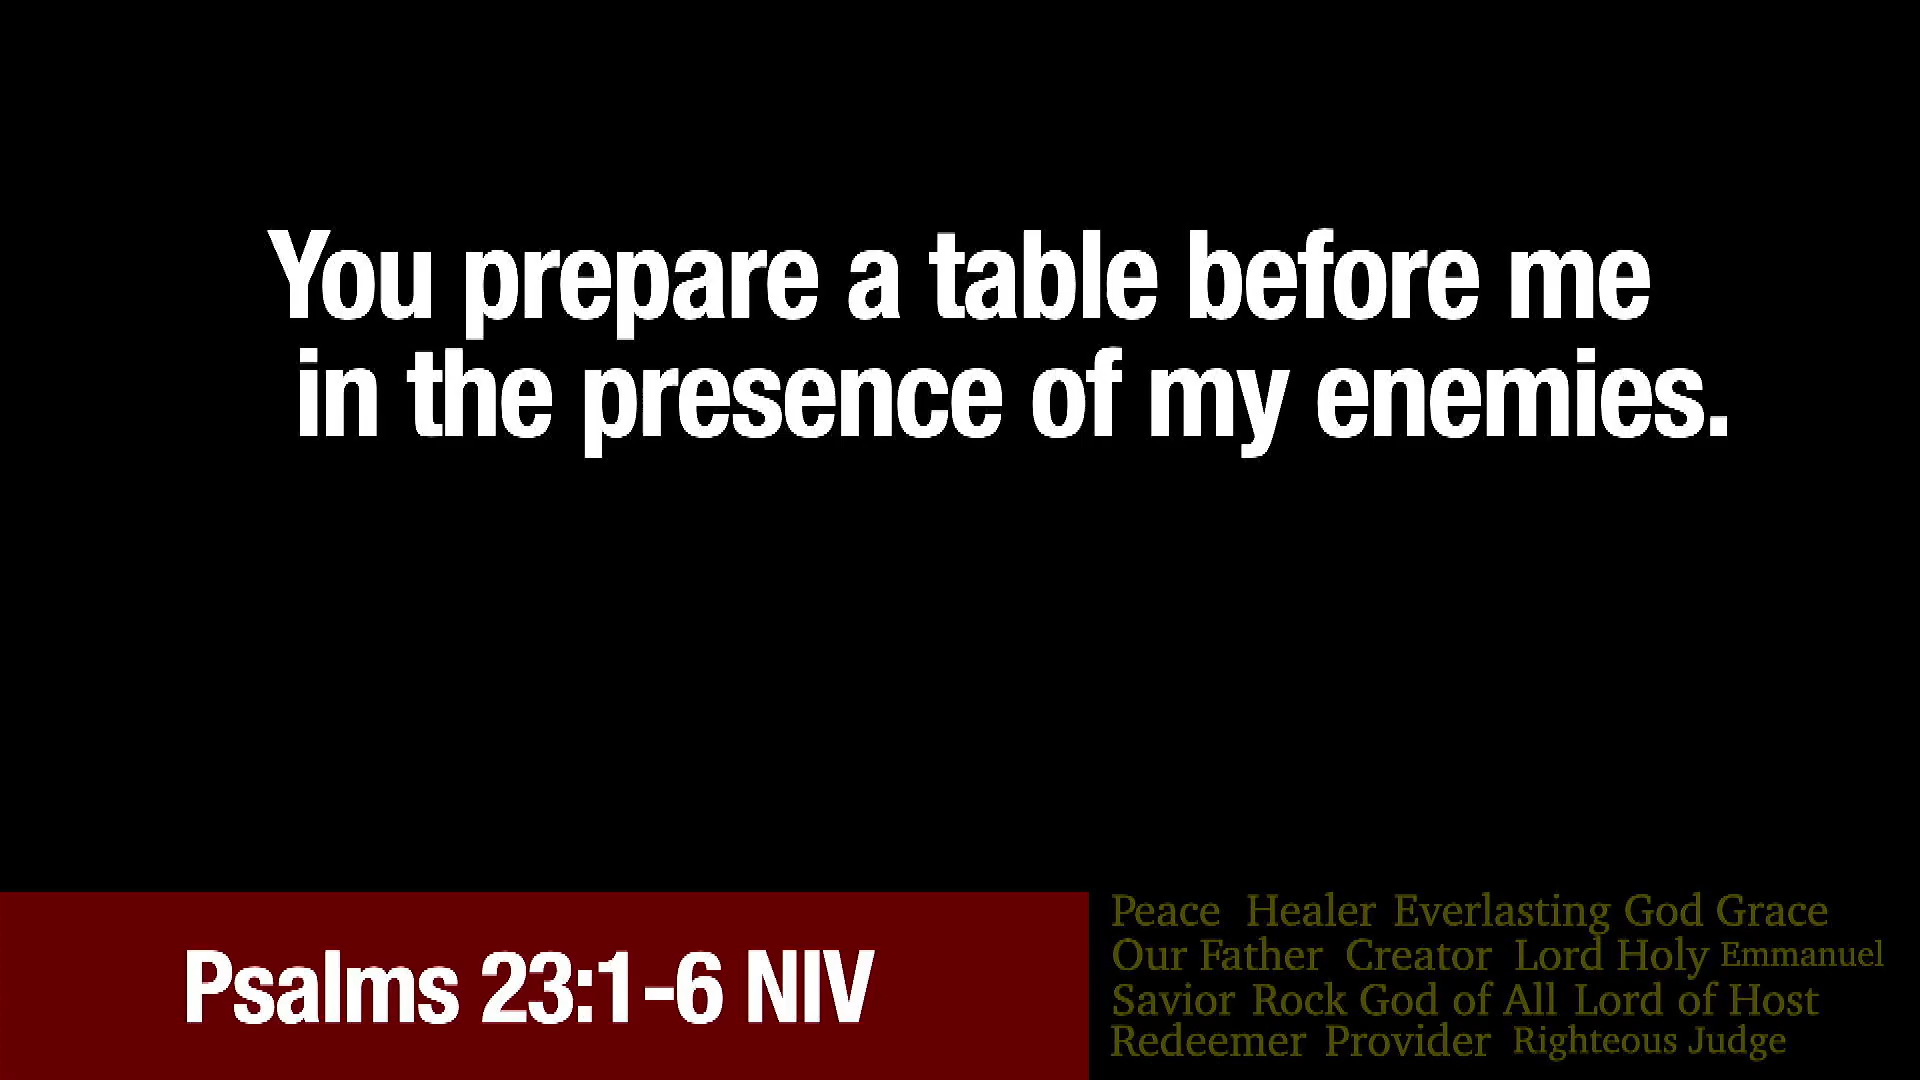 You prepare a table before me
in the presence of my enemies.
Psalms 23:1-6 NIV
Peace Healer Everlasting God Grace
Our Father Creator Lord Holy Emmanuel
Savior Rock God of All Lord of Host
Redeemer Provider Righteous Judge